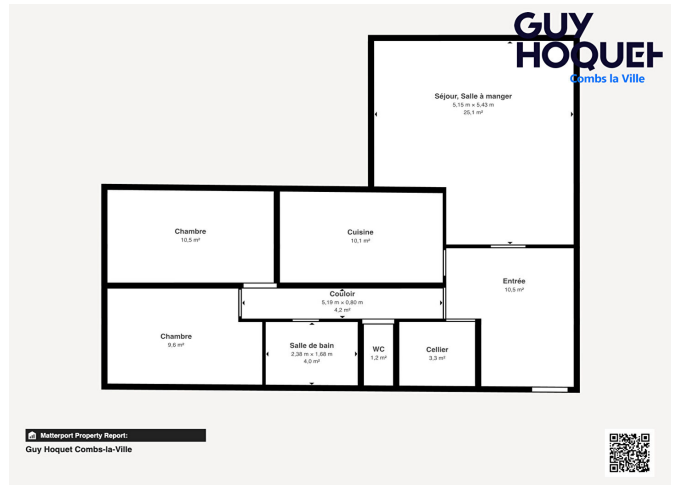 GUY
HOQUET
Combs la Ville
Séjour, Salle à manger
5,15 m × 5,43 m
25,1 m²
Chambre
10,5 m²
Cuisine
10,1 m²
Entrée
10,5 m²
Couloir
5,19 m × 0,80 m
4,2 m²
Chambre
9,6 m²
Salle de bain
2,38 m × 1,68 m
4,0 m²
WC
1,2 m²
Cellier
3,3 m²
Matterport Property Report:
Guy Hoquet Combs-la-Ville